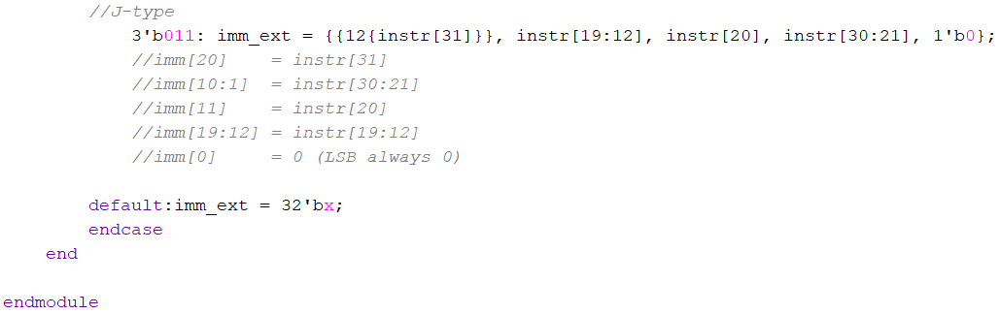 //J-type
3'b011: imm_ext = {{12{instr[31]}}, instr[19:12], instr[20], instr[30:21], 1'b0};
//imm[20]    = instr[31]
//imm[10:1]  = instr[30:21]
//imm[11]    = instr[20]
//imm[19:12] = instr[19:12]
//imm[0]     = 0 (LSB always 0)
default:imm_ext = 32'bx;
endcase
end
endmodule